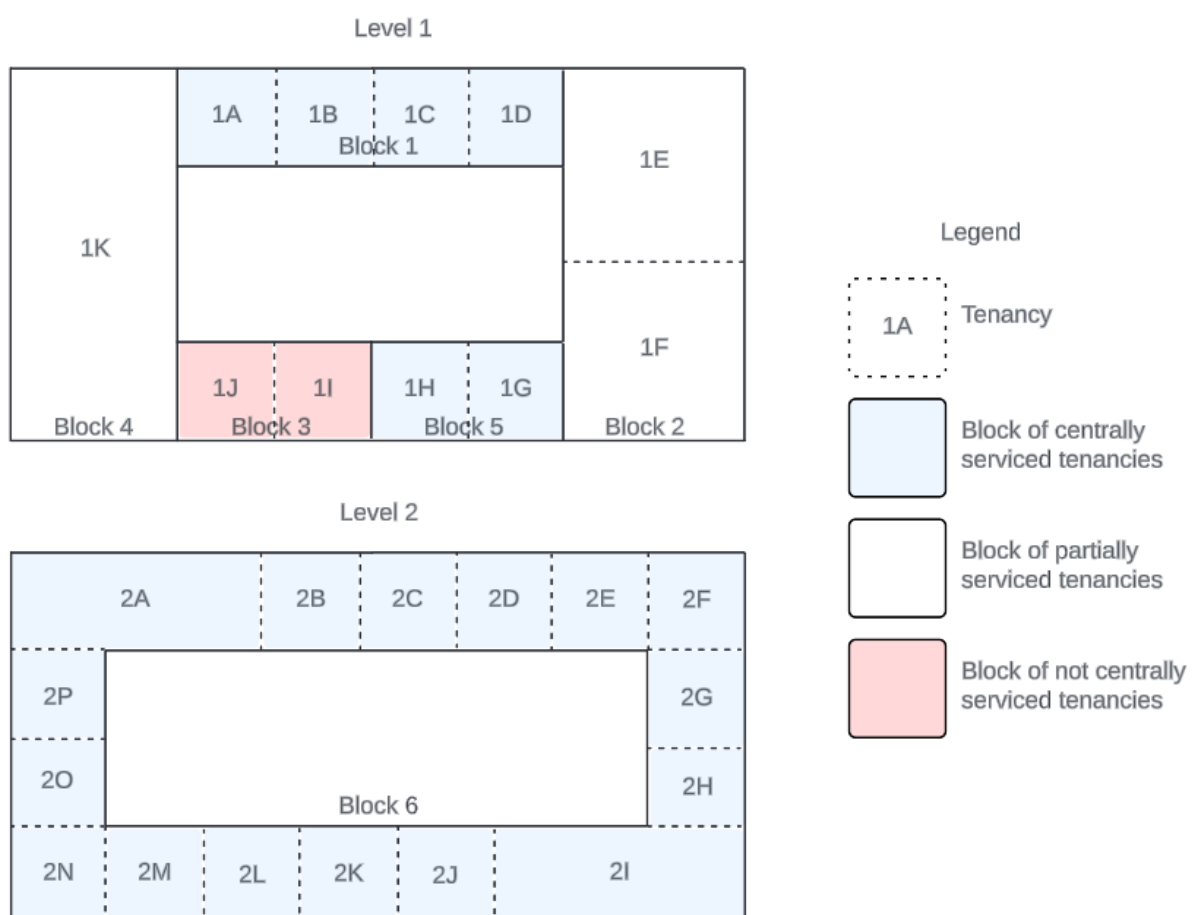 Level 1
1A
1B
1C
1D
Block 1
1E
1K
1F
1J
1I
1H
1G
Block 4
Block 3
Block 5
Block 2
Legend
1A
Tenancy
Block of centrally
serviced tenancies
Block of partially
serviced tenancies
Block of not centrally
serviced tenancies
Level 2
2A
2B
2C
2D
2E
2F
2P
2G
2O
2H
Block 6
2N
2M
2L
2K
2J
2I